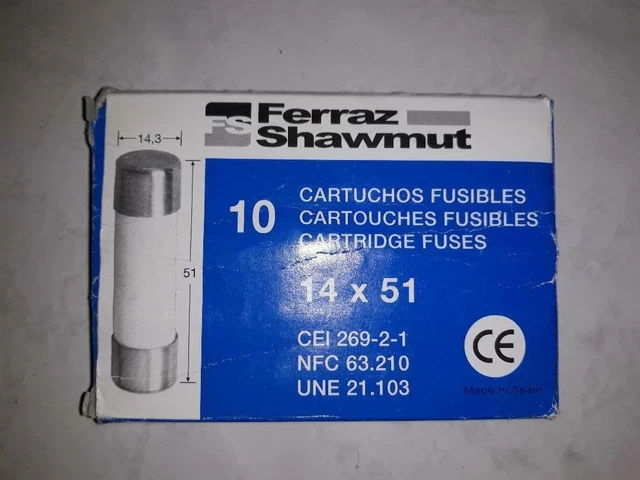 FS Ferraz
Shawmut
14,3
51
10
CARTUCHOS FUSIBLES
CARTOUCHES FUSIBLES
CARTRIDGE FUSES
14 x 51
CEI 269-2-1
NFC 63.210
UNE 21.103
CE
Made in Spain